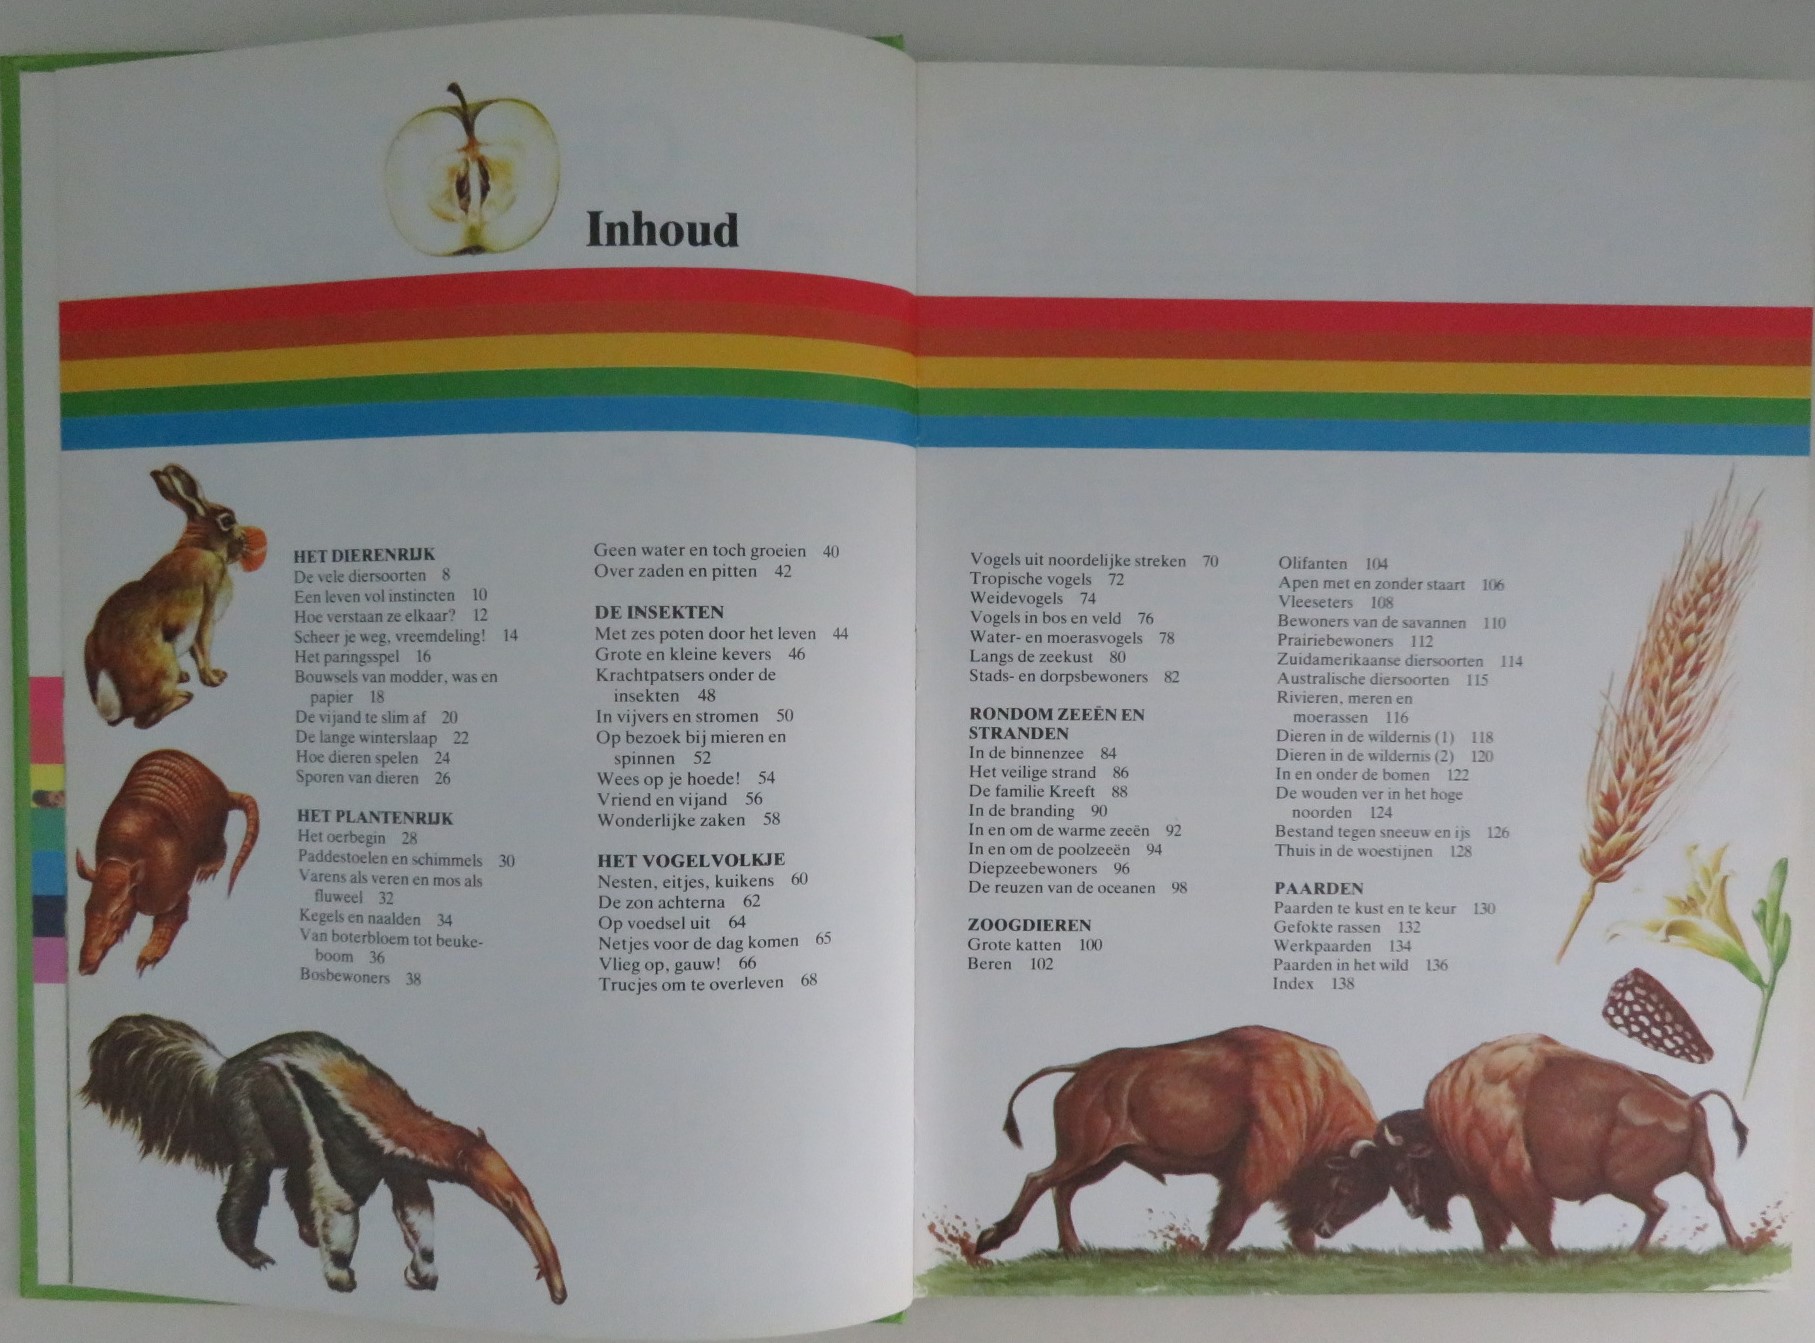 Inhoud
HET DIERENRIJK
De vele diersoorten 8
Een leven vol instincten 10
Hoe verstaan ze elkaar? 12
Scheer je weg, vreemdeling! 14
Het paringsspel 16
Bouwsels van modder, was en
papier 18
De vijand te slim af 20
De lange winterslaap 22
Hoe dieren spelen 24
Sporen van dieren 26
HET PLANTENRIJK
Het oerbegin 28
Paddestoelen en schimmels 30
Varens als veren en mos als
fluweel 32
Kegels en naalden 34
Van boterbloem tot beuke-
boom 36
Bosbewoners 38
Geen water en toch groeien 40
Over zaden en pitten 42
DE INSEKTEN
Met zes poten door het leven 44
Grote en kleine kevers 46
Krachtpatsers onder de
insekten 48
In vijvers en stromen 50
Op bezoek bij mieren en
spinnen 52
Wees op je hoede! 54
Vriend en vijand 56
Wonderlijke zaken 58
HET VOGELVOLKJE
Nesten, eitjes, kuikens 60
De zon achterna 62
Op voedsel uit 64
Netjes voor de dag komen 65
Vlieg op, gauw! 66
Trucjes om te overleven 68
Vogels uit noordelijke streken 70
Tropische vogels 72
Weidevogels 74
Vogels in bos en veld 76
Water- en moerasvogels 78
Langs de zeekust 80
Stads- en dorpsbewoners 82
RONDOM ZEEËN EN
STRANDEN
In de binnenzee 84
Het veilige strand 86
De familie Kreeft 88
In de branding 90
In en om de warme zeeën 92
In en om de poolzeeën 94
Diepzeebewoners 96
De reuzen van de oceanen 98
ZOOGDIEREN
Grote katten 100
Beren 102
Olifanten 104
Apen met en zonder staart 106
Vleeseters 108
Bewoners van de savannen 110
Prairiebewoners 112
Zuidamerikaanse diersoorten 114
Australische diersoorten 115
Rivieren, meren en
moerassen 116
Dieren in de wildernis (1) 118
Dieren in de wildernis (2) 120
In en onder de bomen 122
De wouden ver in het hoge
noorden 124
Bestand tegen sneeuw en ijs 126
Thuis in de woestijnen 128
PAARDEN
Paarden te kust en te keur 130
Gefokte rassen 132
Werkpaarden 134
Paarden in het wild 136
Index 138